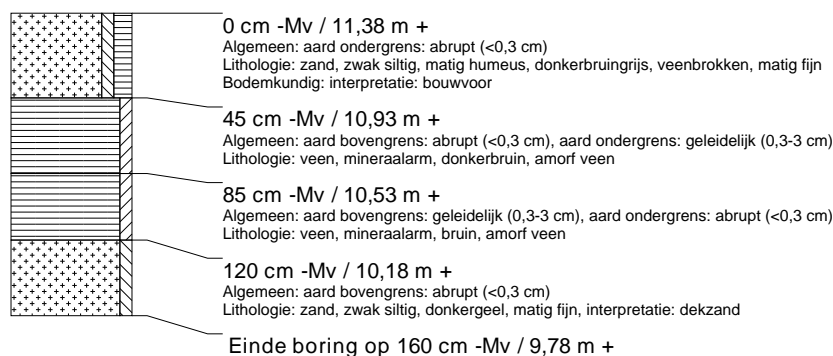 0 cm -Mv / 11,38 m +
Algemeen: aard ondergrens: abrupt (<0,3 cm)
Lithologie: zand, zwak siltig, matig humeus, donkerbruingrijs, veenbrokken, matig fijn
Bodemkundig: interpretatie: bouwvoor
45 cm -Mv / 10,93 m +
Algemeen: aard bovengrens: abrupt (<0,3 cm), aard ondergrens: geleidelijk (0,3-3 cm)
Lithologie: veen, mineraalarm, donkerbruin, amorf veen
85 cm -Mv / 10,53 m +
Algemeen: aard bovengrens: geleidelijk (0,3-3 cm), aard ondergrens: abrupt (<0,3 cm)
Lithologie: veen, mineraalarm, bruin, amorf veen
120 cm -Mv / 10,18 m +
Algemeen: aard bovengrens: abrupt (<0,3 cm)
Lithologie: zand, zwak siltig, donkergeel, matig fijn, interpretatie: dekzand
Einde boring op 160 cm -Mv / 9,78 m +